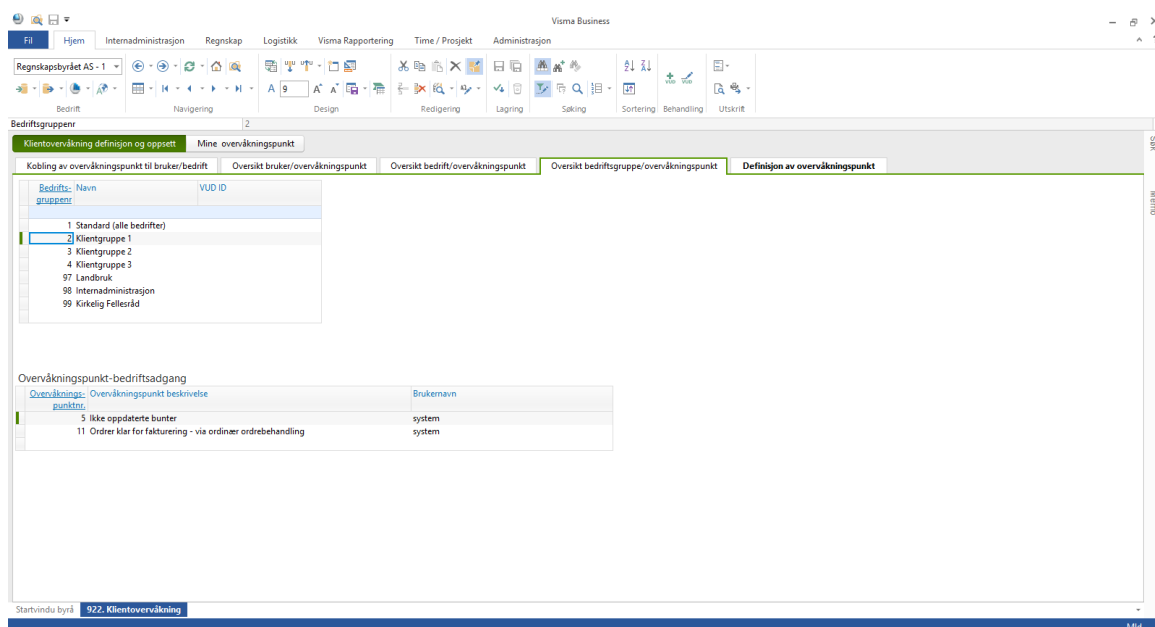 Visma Business
Fil Hjem Internadministrasjon Regnskap Logistikk Visma Rapportering Time / Prosjekt Administrasjon
Regnskapsbyrået AS - 1
A 9
VUD VUD
Bedrift Navigering Design Redigering Lagring Søking Sortering Behandling Utskrift
Bedriftsgruppenr 2
Klientovervåkning definisjon og oppsett Mine overvåkningspunkt
Kobling av overvåkningspunkt til bruker/bedrift Oversikt bruker/overvåkningspunkt Oversikt bedrift/overvåkningspunkt Oversikt bedriftsgruppe/overvåkningspunkt Definisjon av overvåkningspunkt
Søk
Memo
Bedrifts- Navn VUD ID
gruppenr
1 Standard (alle bedrifter)
2 Klientgruppe 1
3 Klientgruppe 2
4 Klientgruppe 3
97 Landbruk
98 Internadministrasjon
99 Kirkelig Fellesråd
Overvåkningspunkt-bedriftsadgang
Overvåknings- Overvåkningspunkt beskrivelse Brukernavn
punktnr.
5 Ikke oppdaterte bunter system
11 Ordrer klar for fakturering - via ordinær ordrebehandling system
Startvindu byrå 922. Klientovervåkning